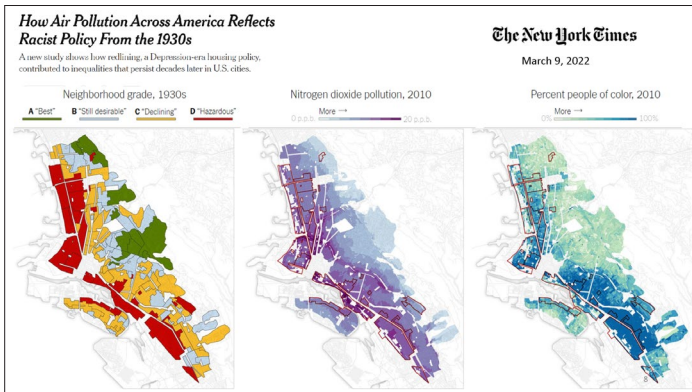 How Air Pollution Across America Reflects
Racist Policy From the 1930s
A new study shows how redlining, a Depression-era housing policy,
contributed to inequalities that persist decades later in U.S. cities.
The New York Times
March 9, 2022
Neighborhood grade, 1930s
A "Best" B "Still desirable" C "Declining" D "Hazardous"
Nitrogen dioxide pollution, 2010
More →
0 p.p.b. 20 p.p.b.
Percent people of color, 2010
More →
0% 100%